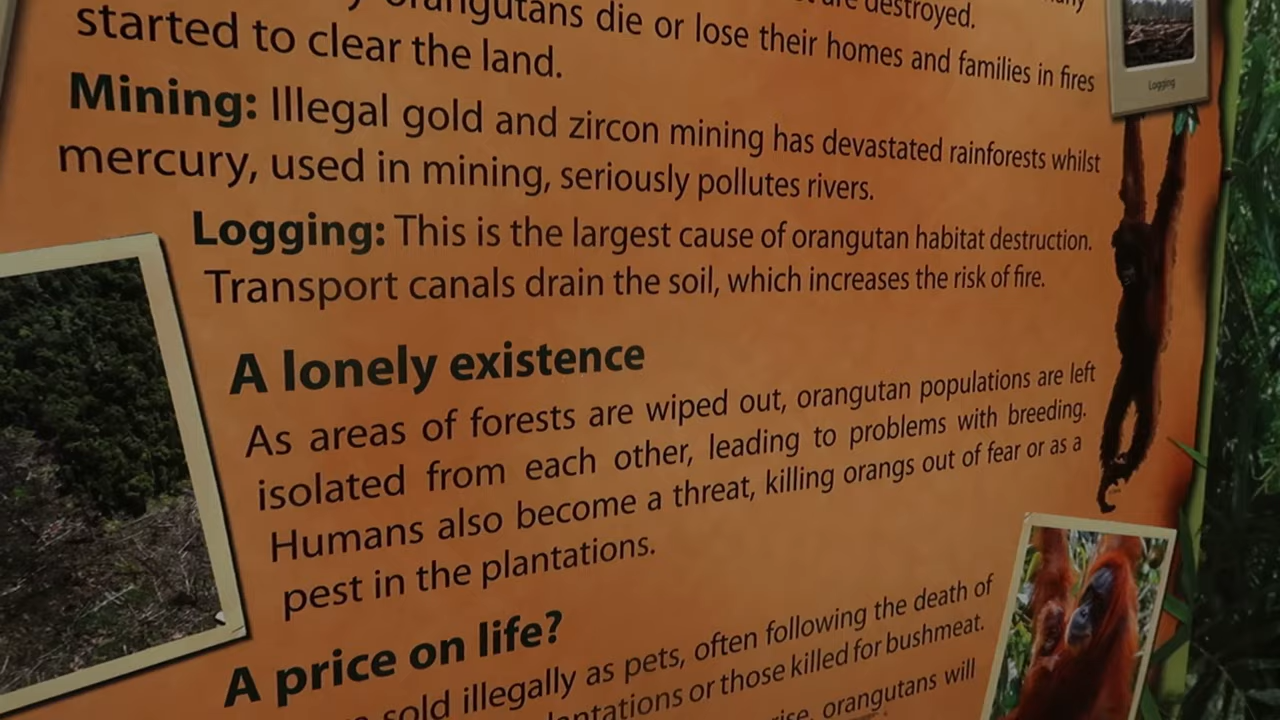 are destroyed.
orangutans die or lose their homes and families in fires
started to clear the land.
Logging
Mining: Illegal gold and zircon mining has devastated rainforests whilst
mercury, used in mining, seriously pollutes rivers.
Logging: This is the largest cause of orangutan habitat destruction.
Transport canals drain the soil, which increases the risk of fire.
A lonely existence
As areas of forests are wiped out, orangutan populations are left
isolated from each other, leading to problems with breeding.
Humans also become a threat, killing orangs out of fear or as a
pest in the plantations.
A price on life?
sold illegally as pets, often following the death of
or those killed for bushmeat.
orangutans will